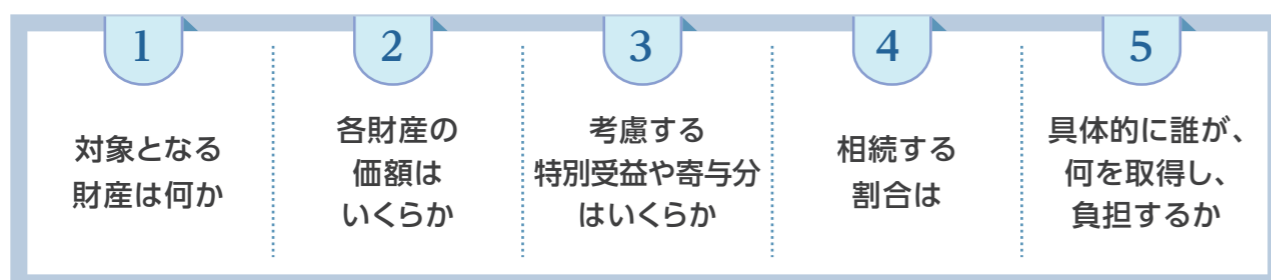 1
対象となる
財産は何か
2
各財産の
価額は
いくらか
3
考慮する
特別受益や寄与分
はいくらか
4
相続する
割合は
5
具体的に誰が、
何を取得し、
負担するか